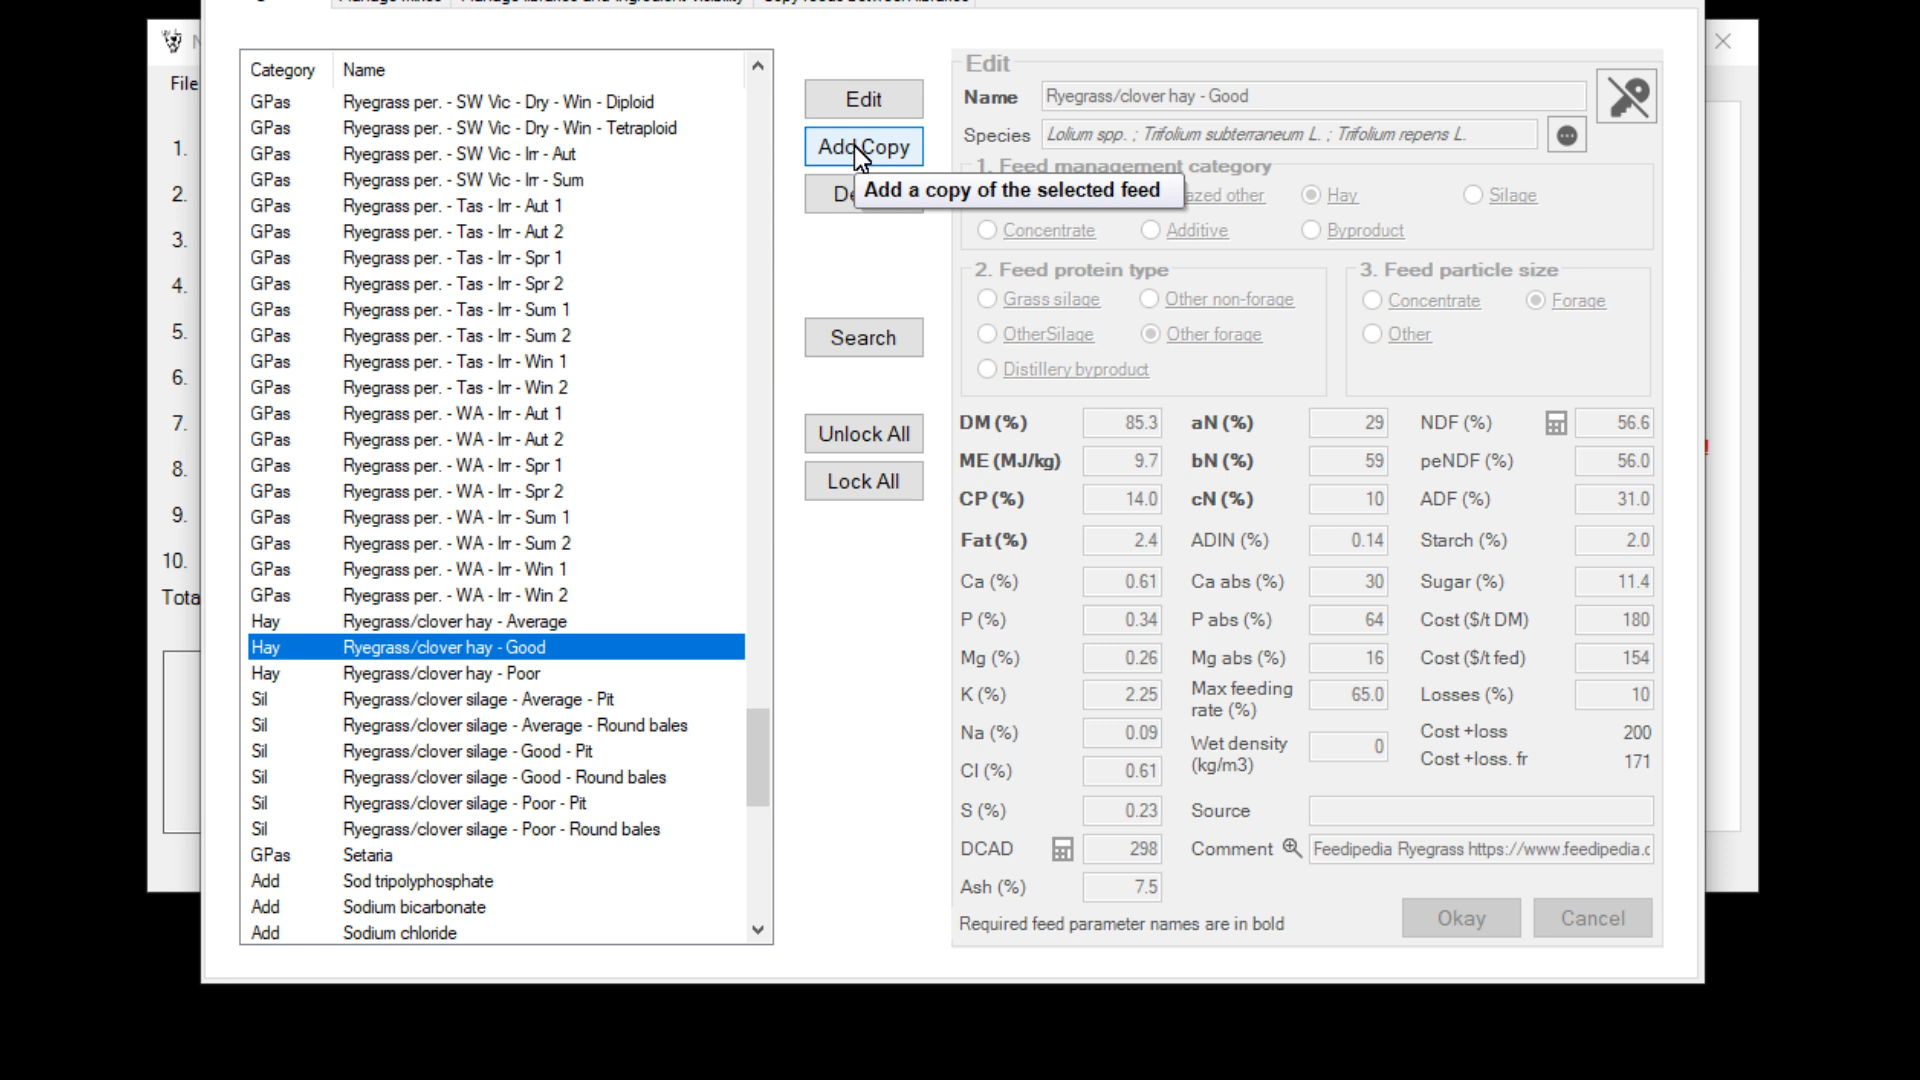 Manage mixes Manage libraries and ingredient visibility Copy feeds between libraries
File
1.
2.
3.
4.
5.
6.
7.
8.
9.
10.
Tota
Category Name
GPas Ryegrass per. - SW Vic - Dry - Win - Diploid
GPas Ryegrass per. - SW Vic - Dry - Win - Tetraploid
GPas Ryegrass per. - SW Vic - Irr - Aut
GPas Ryegrass per. - SW Vic - Irr - Sum
GPas Ryegrass per. - Tas - Irr - Aut 1
GPas Ryegrass per. - Tas - Irr - Aut 2
GPas Ryegrass per. - Tas - Irr - Spr 1
GPas Ryegrass per. - Tas - Irr - Spr 2
GPas Ryegrass per. - Tas - Irr - Sum 1
GPas Ryegrass per. - Tas - Irr - Sum 2
GPas Ryegrass per. - Tas - Irr - Win 1
GPas Ryegrass per. - Tas - Irr - Win 2
GPas Ryegrass per. - WA - Irr - Aut 1
GPas Ryegrass per. - WA - Irr - Aut 2
GPas Ryegrass per. - WA - Irr - Spr 1
GPas Ryegrass per. - WA - Irr - Spr 2
GPas Ryegrass per. - WA - Irr - Sum 1
GPas Ryegrass per. - WA - Irr - Sum 2
GPas Ryegrass per. - WA - Irr - Win 1
GPas Ryegrass per. - WA - Irr - Win 2
Hay Ryegrass/clover hay - Average
Hay Ryegrass/clover hay - Good
Hay Ryegrass/clover hay - Poor
Sil Ryegrass/clover silage - Average - Pit
Sil Ryegrass/clover silage - Average - Round bales
Sil Ryegrass/clover silage - Good - Pit
Sil Ryegrass/clover silage - Good - Round bales
Sil Ryegrass/clover silage - Poor - Pit
Sil Ryegrass/clover silage - Poor - Round bales
GPas Setaria
Add Sod tripolyphosphate
Add Sodium bicarbonate
Add Sodium chloride
Edit
Add Copy
De
Add a copy of the selected feed
Search
Unlock All
Lock All
Edit
Name Ryegrass/clover hay - Good
Species Lolium spp. ; Trifolium subterraneum L. ; Trifolium repens L.
1. Feed management category
azed other Hay Silage
Concentrate Additive Byproduct
2. Feed protein type
Grass silage Other non-forage
OtherSilage Other forage
Distillery byproduct
3. Feed particle size
Concentrate Forage
Other
DM (%) 85.3 aN (%) 29 NDF (%) 56.6
ME (MJ/kg) 9.7 bN (%) 59 peNDF (%) 56.0
CP (%) 14.0 cN (%) 10 ADF (%) 31.0
Fat (%) 2.4 ADIN (%) 0.14 Starch (%) 2.0
Ca (%) 0.61 Ca abs (%) 30 Sugar (%) 11.4
P (%) 0.34 P abs (%) 64 Cost ($/t DM) 180
Mg (%) 0.26 Mg abs (%) 16 Cost ($/t fed) 154
K (%) 2.25 Max feeding rate (%) 65.0 Losses (%) 10
Na (%) 0.09 Wet density (kg/m3) 0 Cost +loss 200
Cl (%) 0.61 Cost +loss. fr 171
S (%) 0.23 Source
DCAD 298 Comment Feedipedia Ryegrass https://www.feedipedia.c
Ash (%) 7.5
Required feed parameter names are in bold
Okay Cancel